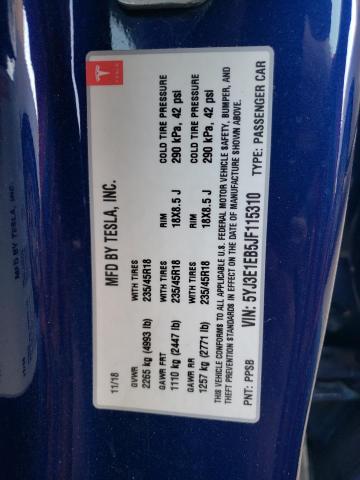 TESLA
MFD BY TESLA, INC.
11/18
GVWR WITH TIRES RIM COLD TIRE PRESSURE
2265 kg (4993 lb) 235/45R18 18X8.5 J 290 kPa, 42 psi
GAWR FRT WITH TIRES RIM COLD TIRE PRESSURE
1110 kg (2447 lb) 235/45R18 18X8.5 J 290 kPa, 42 psi
GAWR RR
1257 kg (2771 lb) 235/45R18
THIS VEHICLE CONFORMS TO ALL APPLICABLE U.S. FEDERAL MOTOR VEHICLE SAFETY, BUMPER, AND
THEFT PREVENTION STANDARDS IN EFFECT ON THE DATE OF MANUFACTURE SHOWN ABOVE.
VIN: 5YJ3E1EB5JF115310 TYPE: PASSENGER CAR
PNT: PPSB